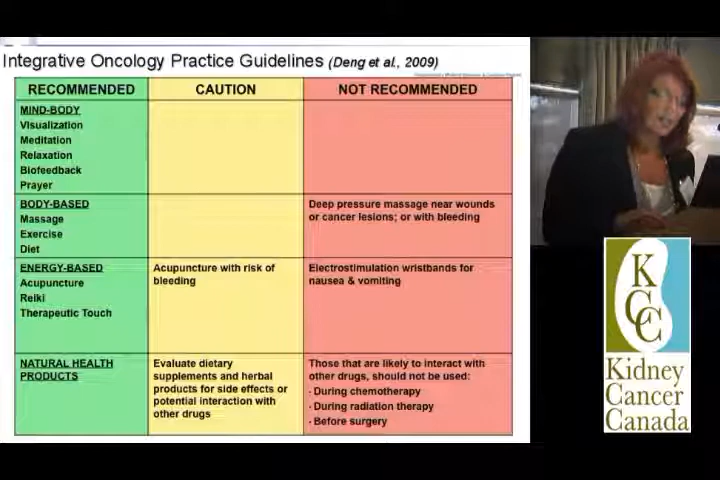 Integrative Oncology Practice Guidelines (Deng et al., 2009)
RECOMMENDED
CAUTION
NOT RECOMMENDED
MIND-BODY
Visualization
Meditation
Relaxation
Biofeedback
Prayer
BODY-BASED
Massage
Exercise
Diet
Deep pressure massage near wounds
or cancer lesions; or with bleeding
ENERGY-BASED
Acupuncture
Reiki
Therapeutic Touch
Acupuncture with risk of
bleeding
Electrostimulation wristbands for
nausea & vomiting
NATURAL HEALTH
PRODUCTS
Evaluate dietary
supplements and herbal
products for side effects or
potential interaction with
other drugs
Those that are likely to interact with
other drugs, should not be used:
- During chemotherapy
- During radiation therapy
- Before surgery
KCC
Kidney
Cancer
Canada